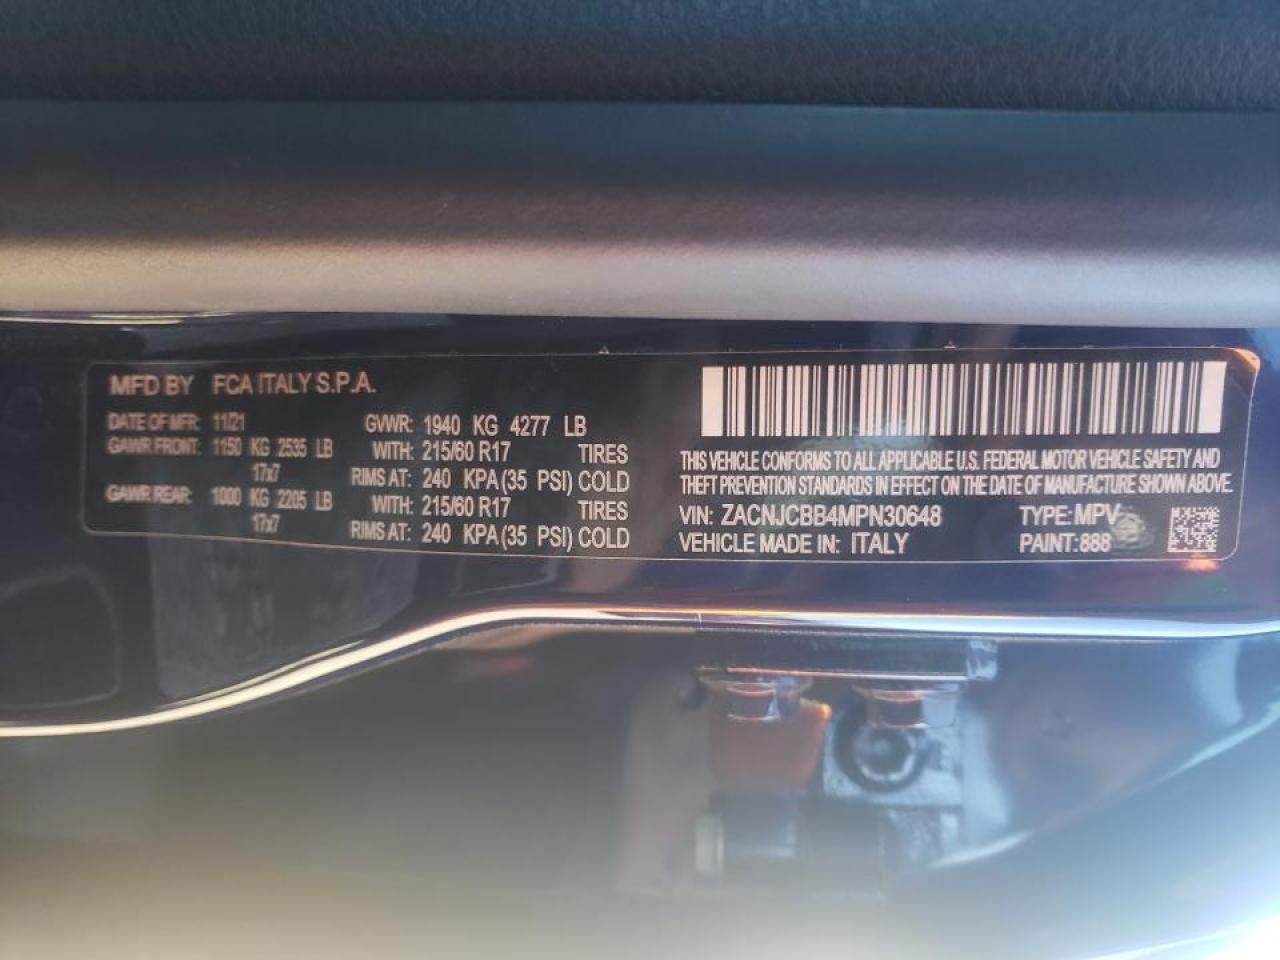 MFD BY FCA ITALY S.P.A.
DATE OF MFR: 11/21 GVWR: 1940 KG 4277 LB
GAWR FRONT: 1150 KG 2535 LB WITH: 215/60 R17 TIRES
17x7 RIMS AT: 240 KPA (35 PSI) COLD
GAWR REAR: 1000 KG 2205 LB WITH: 215/60 R17 TIRES
17x7 RIMS AT: 240 KPA (35 PSI) COLD
THIS VEHICLE CONFORMS TO ALL APPLICABLE U.S. FEDERAL MOTOR VEHICLE SAFETY AND
THEFT PREVENTION STANDARDS IN EFFECT ON THE DATE OF MANUFACTURE SHOWN ABOVE.
VIN: ZACNJCBB4MPN30648 TYPE: MPV
VEHICLE MADE IN: ITALY PAINT: 888